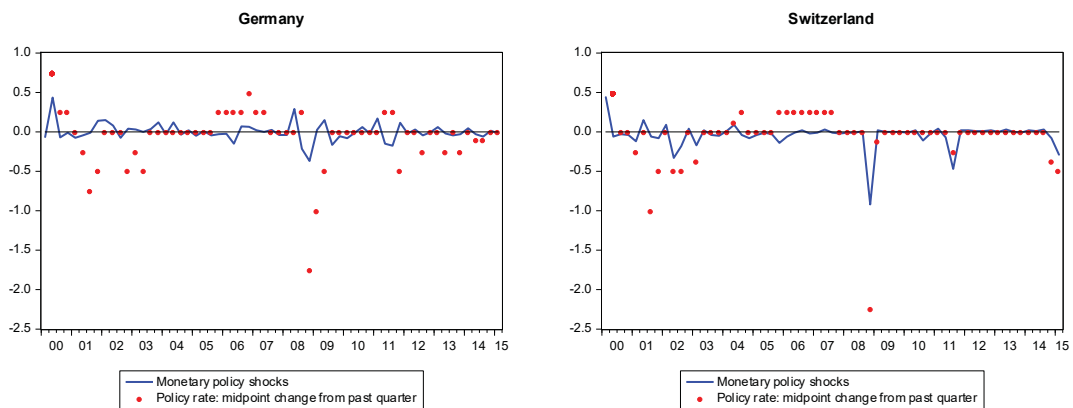 Germany
1.0
0.5
0.0
-0.5
-1.0
-1.5
-2.0
-2.5
00 01 02 03 04 05 06 07 08 09 10 11 12 13 14 15
Monetary policy shocks
Policy rate: midpoint change from past quarter
Switzerland
1.0
0.5
0.0
-0.5
-1.0
-1.5
-2.0
-2.5
00 01 02 03 04 05 06 07 08 09 10 11 12 13 14 15
Monetary policy shocks
Policy rate: midpoint change from past quarter